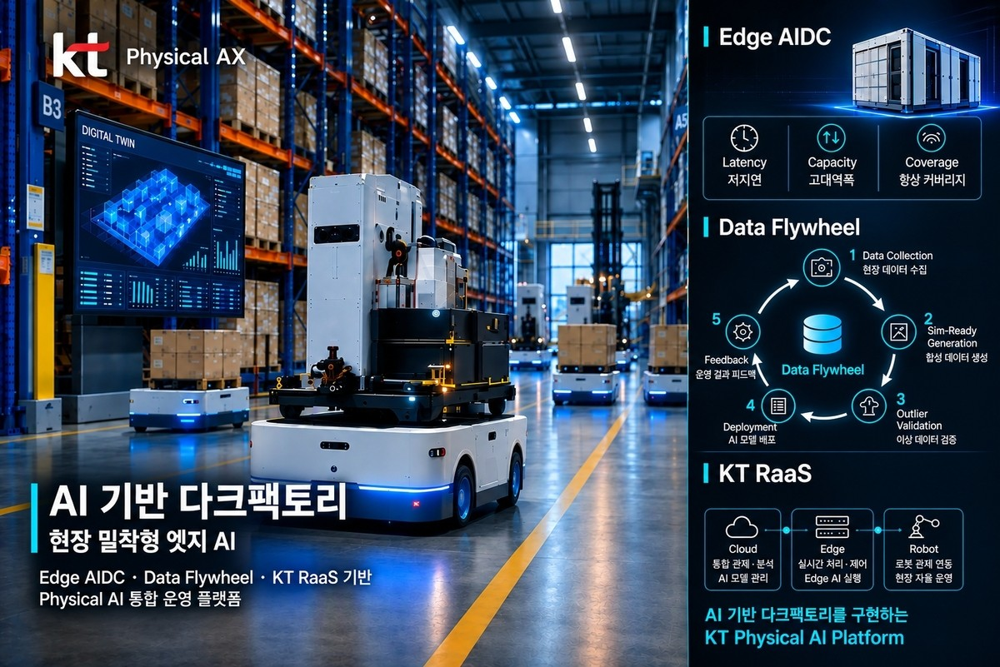 kt Physical AX
B3
DIGITAL TWIN
A5
AI 기반 다크팩토리
현장 밀착형 엣지 AI
Edge AIDC · Data Flywheel · KT RaaS 기반
Physical AI 통합 운영 플랫폼
Edge AIDC
Latency
저지연
Capacity
고대역폭
Coverage
항상 커버리지
Data Flywheel
1 Data Collection
현장 데이터 수집
2
Sim-Ready
Generation
합성 데이터 생성
3
Outlier
Validation
이상 데이터 검증
4
Deployment
AI 모델 배포
5
Feedback
운영 결과 피드백
Data Flywheel
KT RaaS
Cloud
통합 관제 · 분석
AI 모델 관리
Edge
실시간 처리 · 제어
Edge AI 실행
Robot
로봇 관제 연동
현장 자율 운영
AI 기반 다크팩토리를 구현하는
KT Physical AI Platform